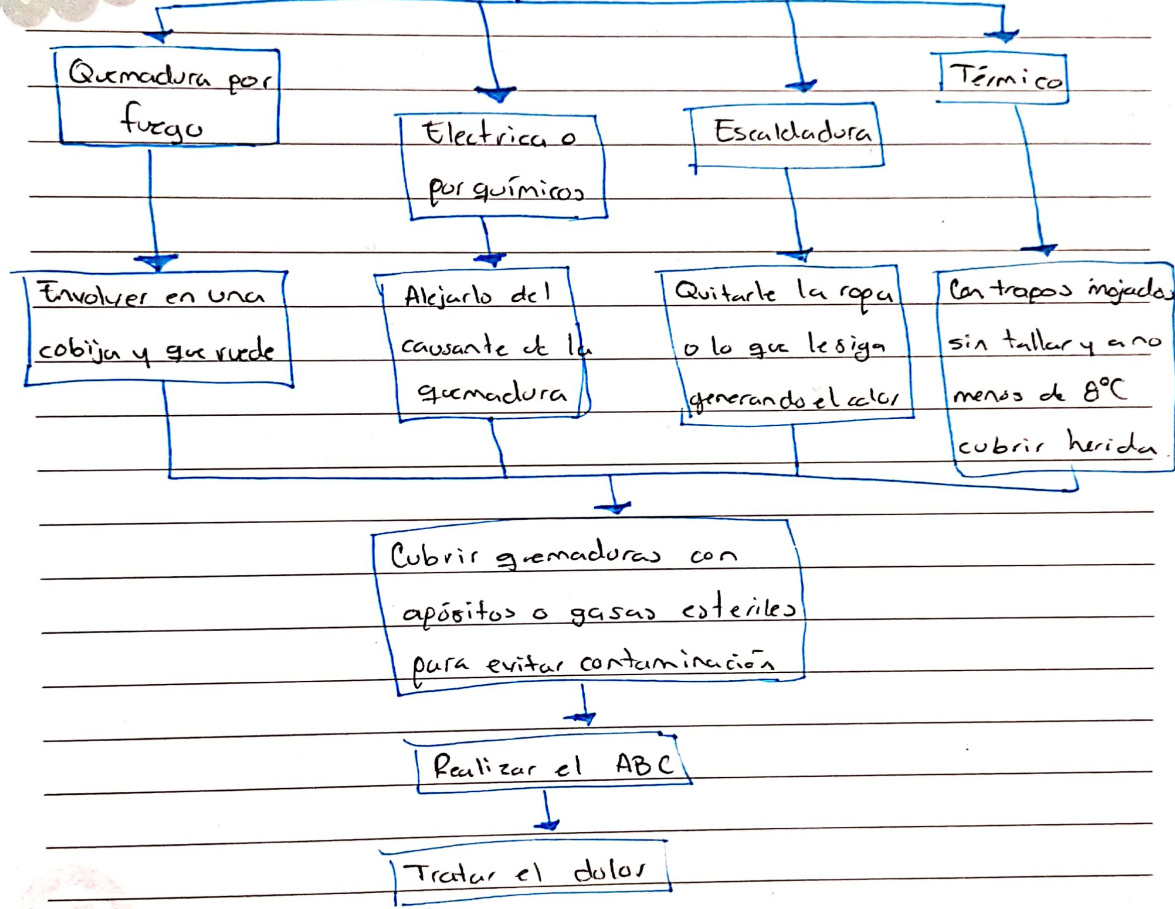 Quemadura por
fuego
Electrica o
por químicos
Escaldadura
Térmico
Envolver en una
cobija y que ruede
Alejarlo del
causante de la
quemadura
Quitarle la ropa
o lo que le siga
generando el calor
Con trapos mojados
sin tallar y a no
menos de 8°C
cubrir herida.
Cubrir quemaduras con
apósitos o gasas esteriles
para evitar contaminación
Realizar el ABC
Tratar el dolor